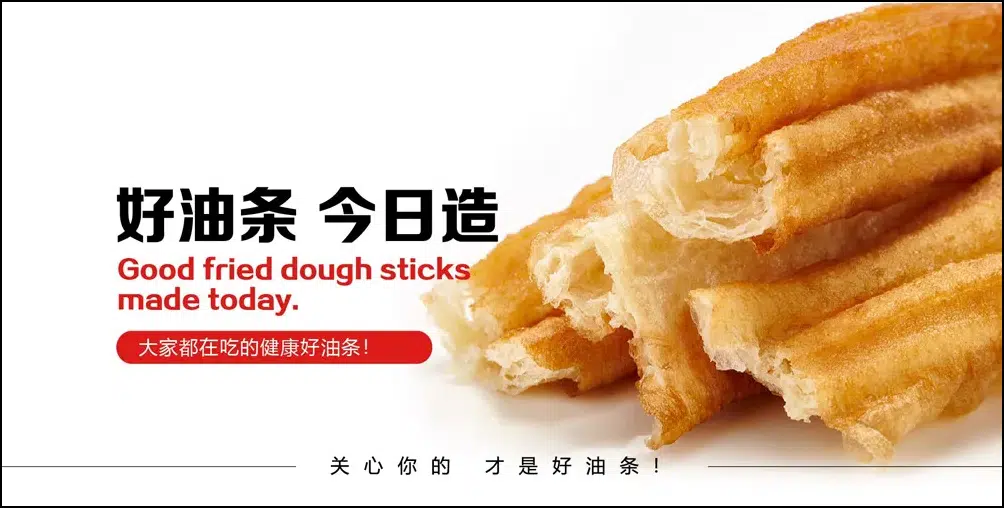 好油条 今日造
Good fried dough sticks
made today.
大家都在吃的健康好油条!
关心你的 才是好油条!